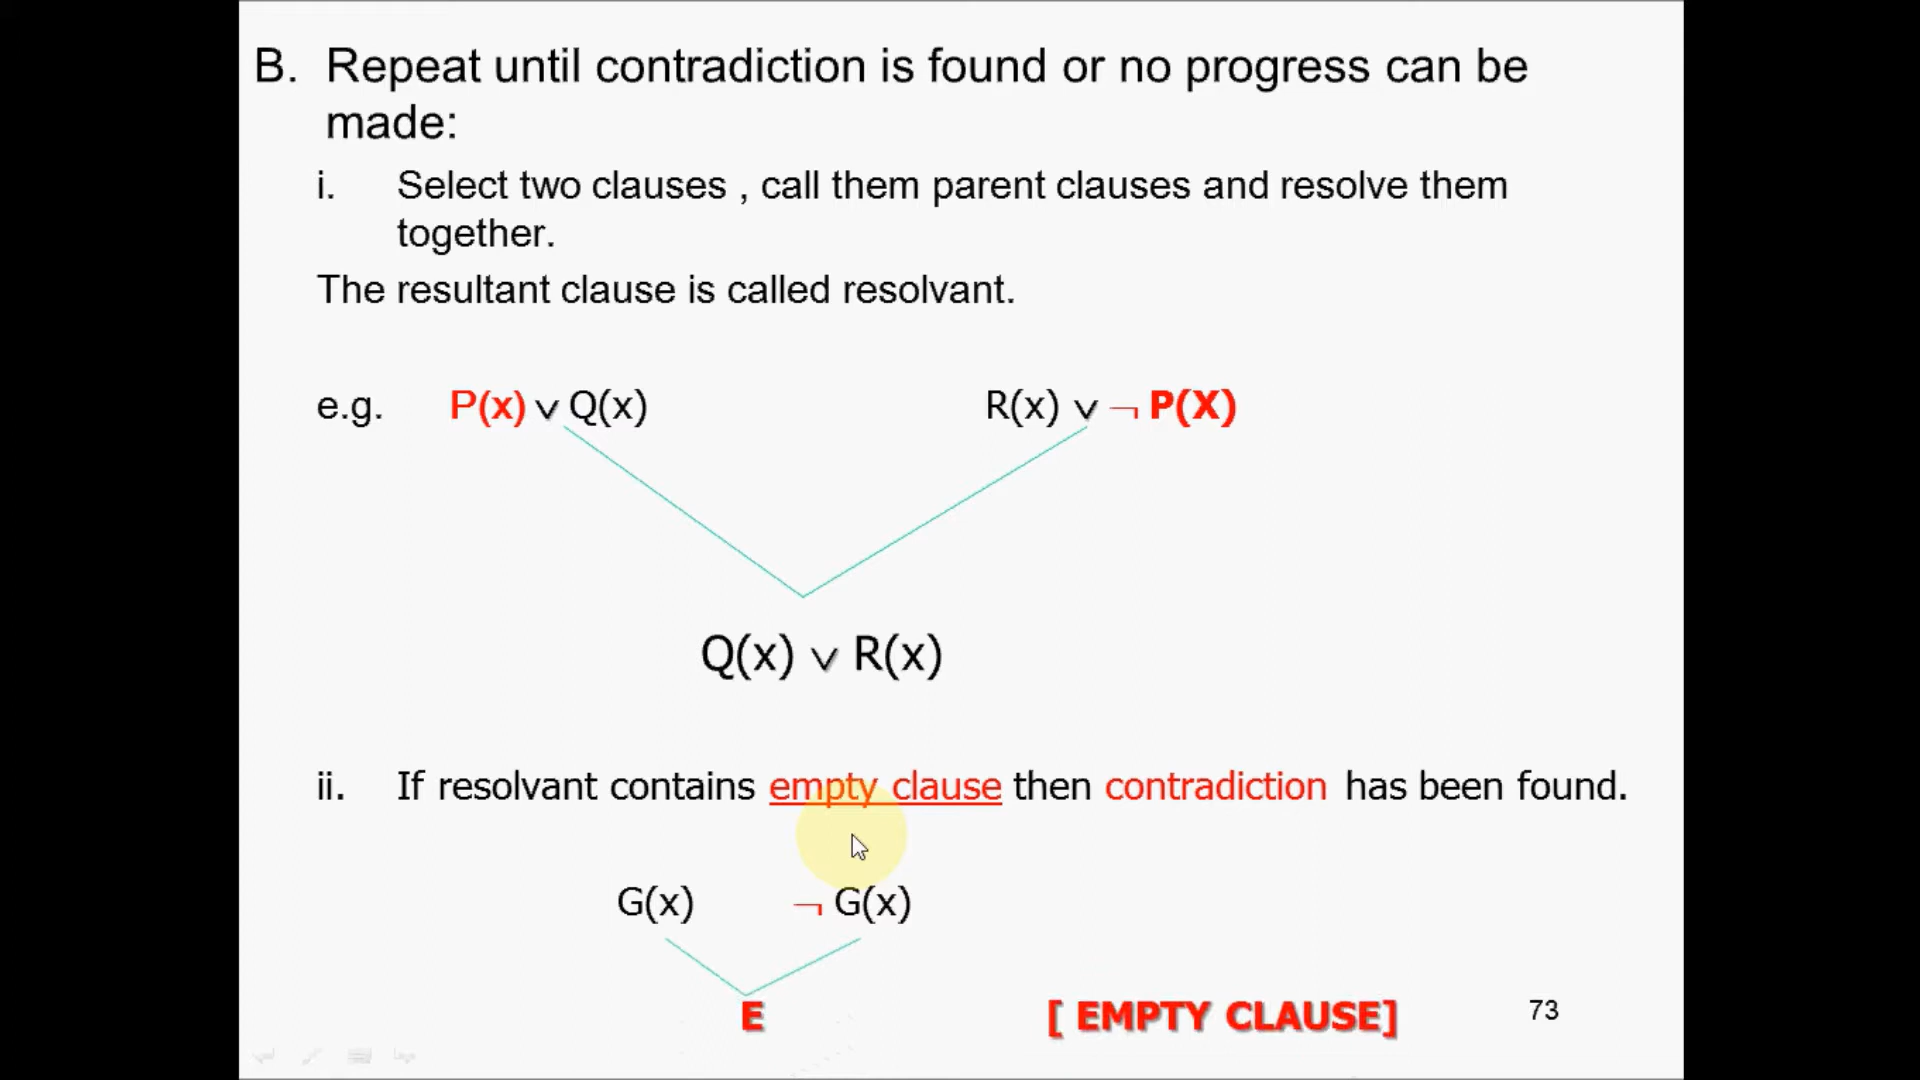 B. Repeat until contradiction is found or no progress can be
made:
i. Select two clauses , call them parent clauses and resolve them
together.
The resultant clause is called resolvant.
e.g. P(x) ∨ Q(x) R(x) ∨ ¬ P(X)
Q(x) ∨ R(x)
ii. If resolvant contains empty clause then contradiction has been found.
G(x) ¬ G(x)
E [ EMPTY CLAUSE] 73